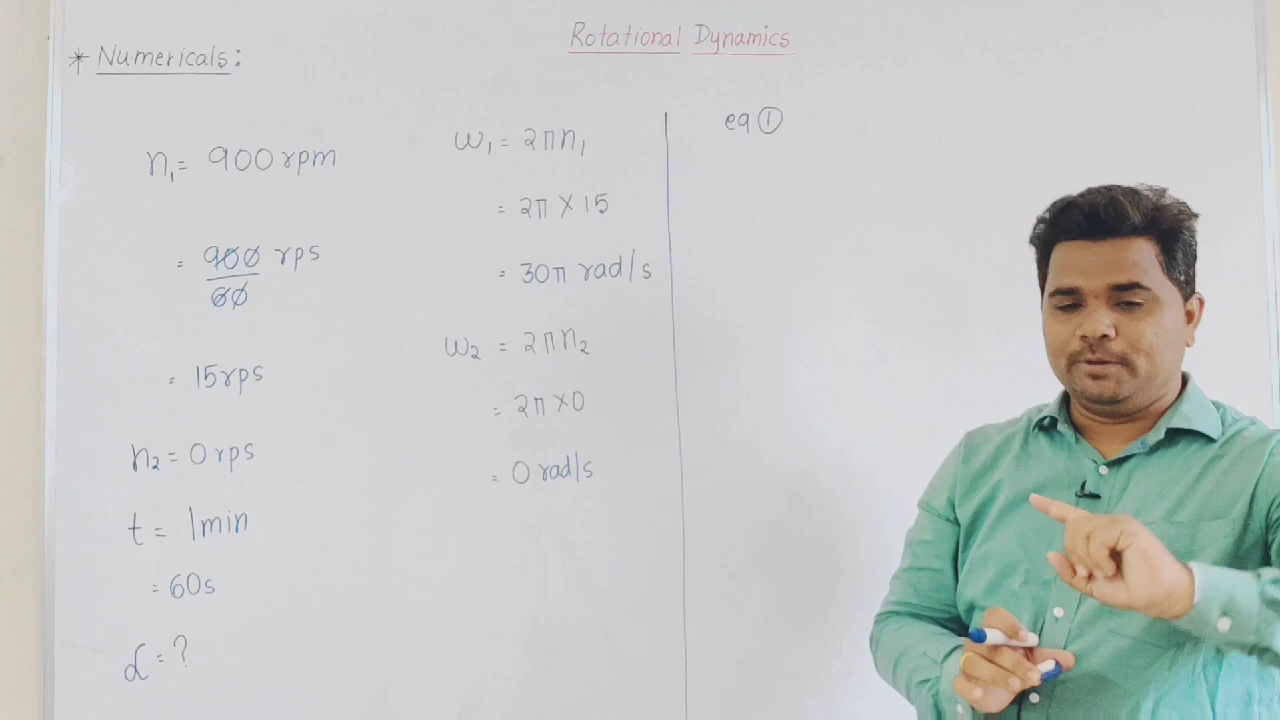 Rotational Dynamics
* Numericals:
n₁ = 900 rpm
= 900/60 rps
= 15 rps
n₂ = 0 rps
t = 1 min
= 60s
α = ?
ω₁ = 2πn₁
= 2π × 15
= 30π rad/s
ω₂ = 2πn₂
= 2π × 0
= 0 rad/s
eq ①